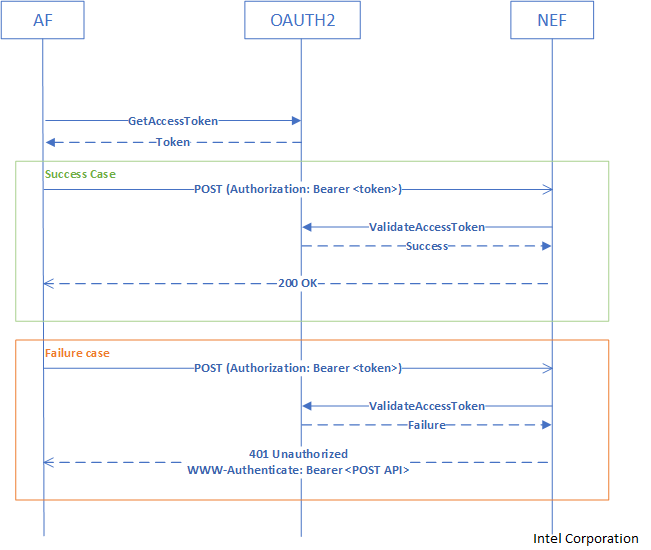 AF
OAUTH2
NEF
GetAccessToken
Token
Success Case
POST (Authorization: Bearer <token>)
ValidateAccessToken
Success
200 OK
Failure case
POST (Authorization: Bearer <token>)
ValidateAccessToken
Failure
401 Unauthorized
WWW-Authenticate: Bearer <POST API>
Intel Corporation